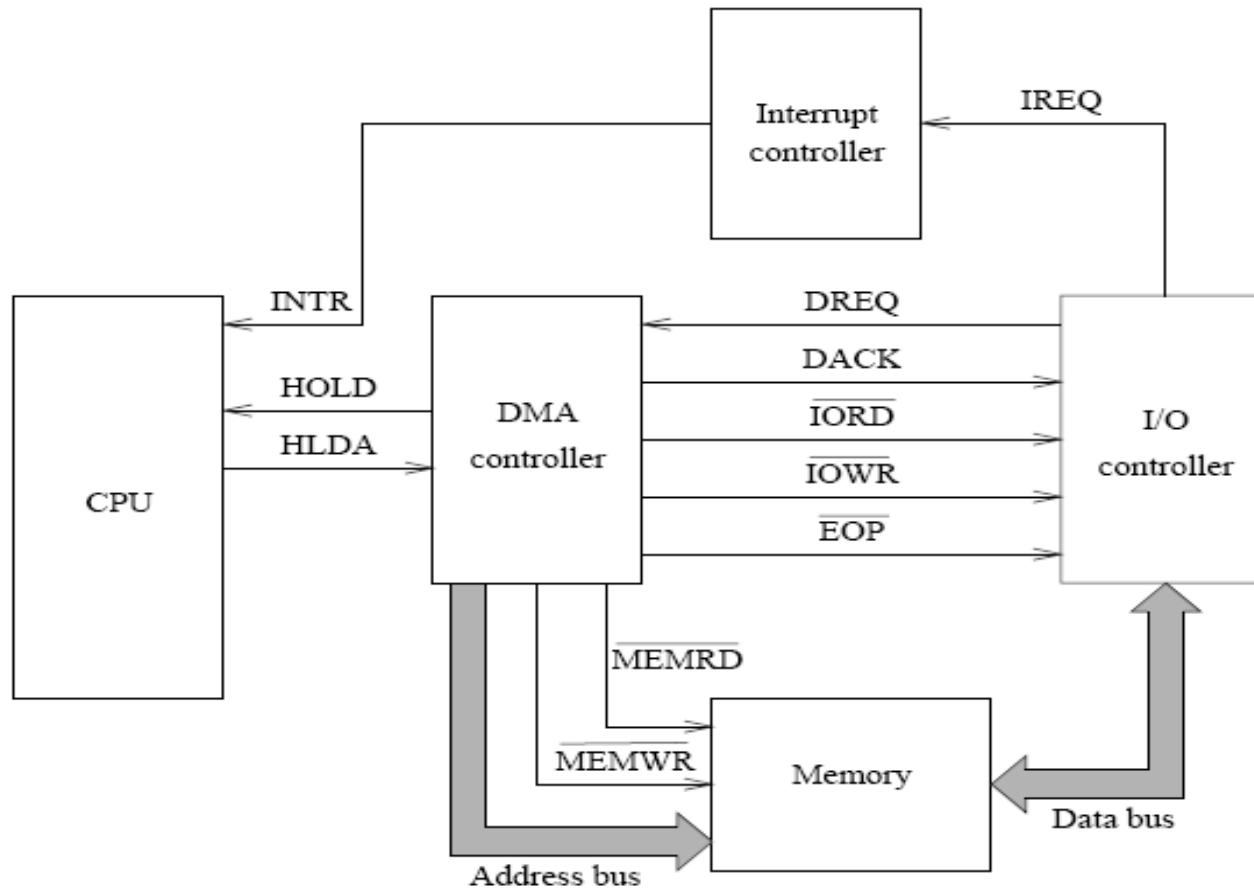 Interrupt
controller
IREQ
INTR
HOLD
HLDA
CPU
DMA
controller
DREQ
DACK
IORD
IOWR
EOP
I/O
controller
MEMRD
MEMWR
Memory
Address bus
Data bus